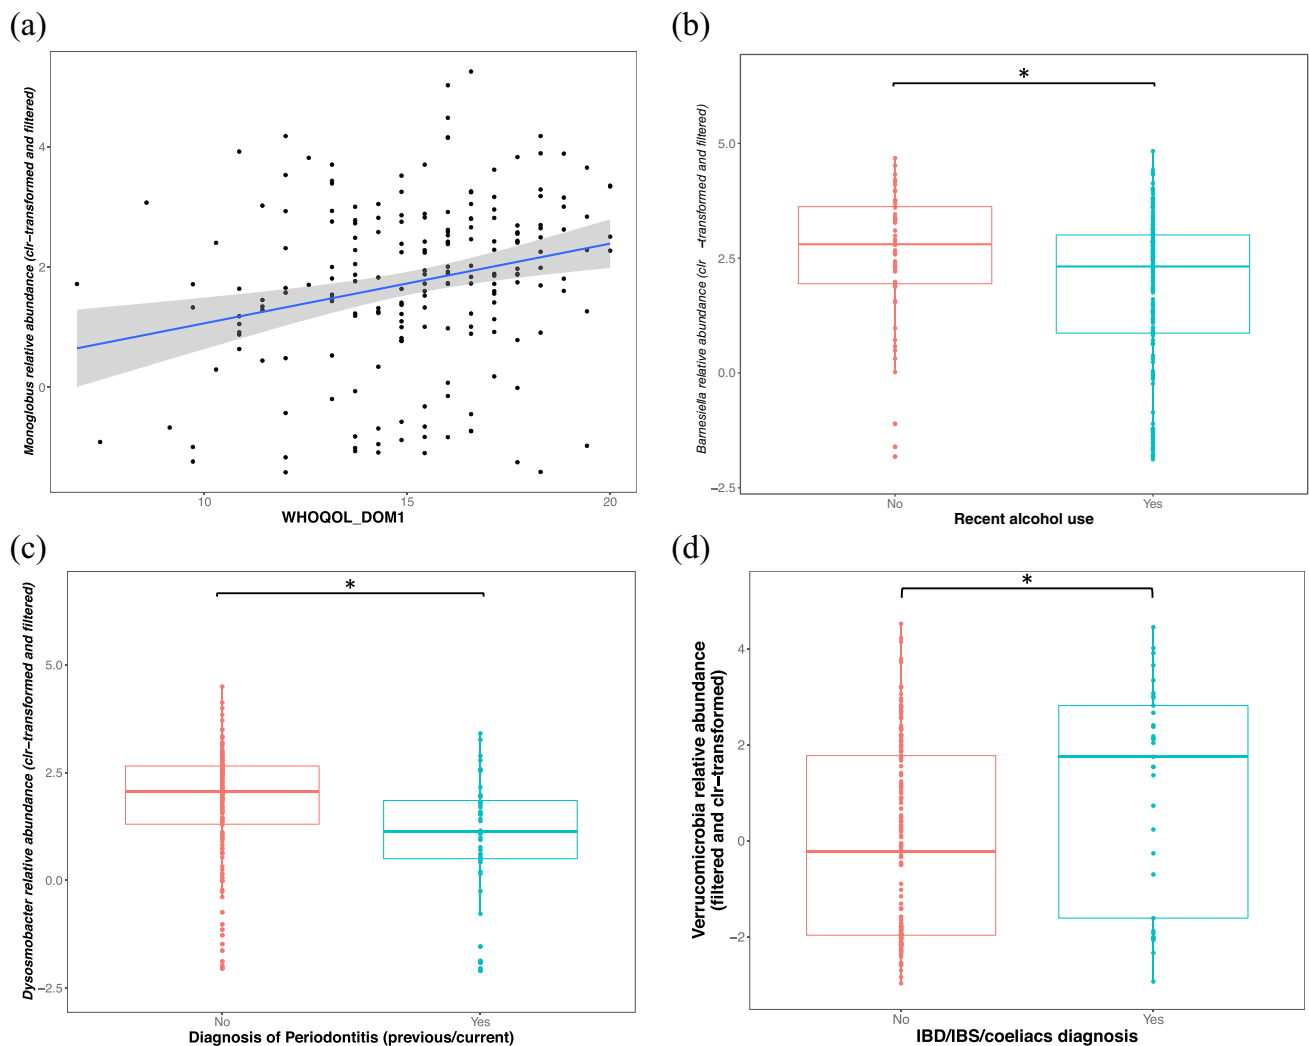 (a)
Monoglobus relative abundance (clr−transformed and filtered)
4
2
0
10
15
20
WHOQOL_DOM1
(b)
*
Barnesiella relative abundance (clr −transformed and filtered)
5.0
2.5
0.0
−2.5
No
Yes
Recent alcohol use
(c)
*
Dysosmobacter relative abundance (clr−transformed and filtered)
5.0
2.5
0.0
−2.5
No
Yes
Diagnosis of Periodontitis (previous/current)
(d)
*
Verrucomicrobia relative abundance
(filtered and clr−transformed)
4
2
0
−2
No
Yes
IBD/IBS/coeliacs diagnosis